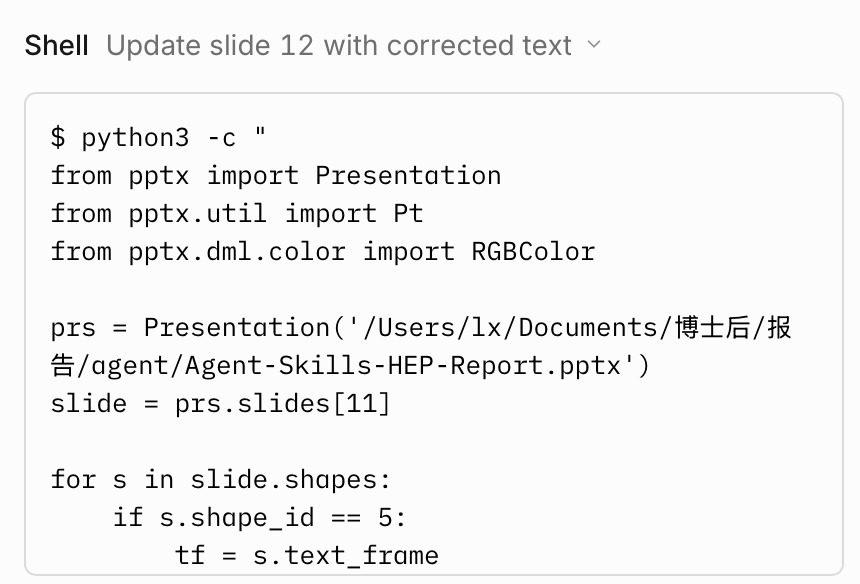 Shell Update slide 12 with corrected text
$ python3 -c "
from pptx import Presentation
from pptx.util import Pt
from pptx.dml.color import RGBColor
prs = Presentation('/Users/lx/Documents/博士后/报
告/agent/Agent-Skills-HEP-Report.pptx')
slide = prs.slides[11]
for s in slide.shapes:
    if s.shape_id == 5:
        tf = s.text_frame